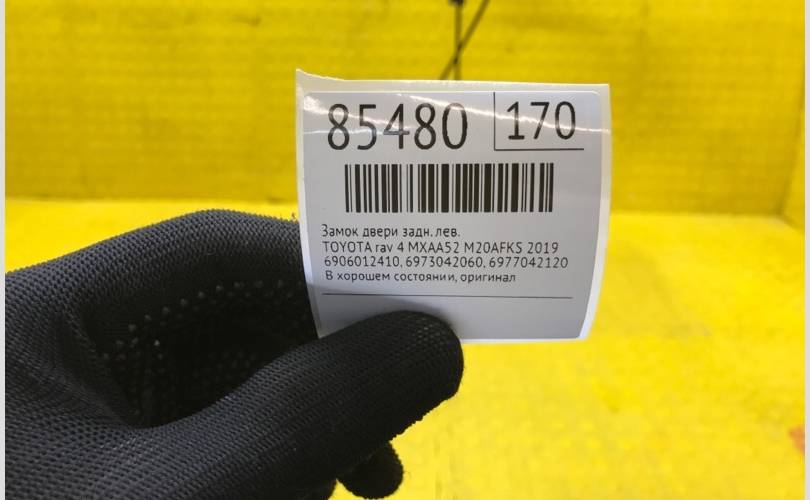 85480 170
Замок двери задн. лев.
TOYOTA rav 4 MXAA52 M20AFKS 2019
6906012410, 6973042060, 6977042120
В хорошем состоянии, оригинал